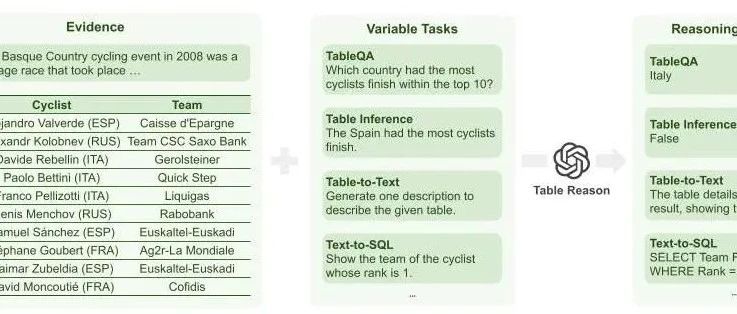 Evidence
Basque Country cycling event in 2008 was a
age race that took place ...
Cyclist Team
ejandro Valverde (ESP) Caisse d'Epargne
exandr Kolobnev (RUS) Team CSC Saxo Bank
Davide Rebellin (ITA) Gerolsteiner
Paolo Bettini (ITA) Quick Step
Franco Pellizotti (ITA) Liquigas
Denis Menchov (RUS) Rabobank
amuel Sánchez (ESP) Euskaltel-Euskadi
éphane Goubert (FRA) Ag2r-La Mondiale
aimar Zubeldia (ESP) Euskaltel-Euskadi
avid Moncoutié (FRA) Cofidis
Variable Tasks
TableQA
Which country had the most
cyclists finish within the top 10?
Table Inference
The Spain had the most cyclists
finish.
Table-to-Text
Generate one description to
describe the given table.
Text-to-SQL
Show the team of the cyclist
whose rank is 1.
...
Table Reason
Reasoning
TableQA
Italy
Table Inference
False
Table-to-Text
The table details
result, showing t
Text-to-SQL
SELECT Team F
WHERE Rank =
...